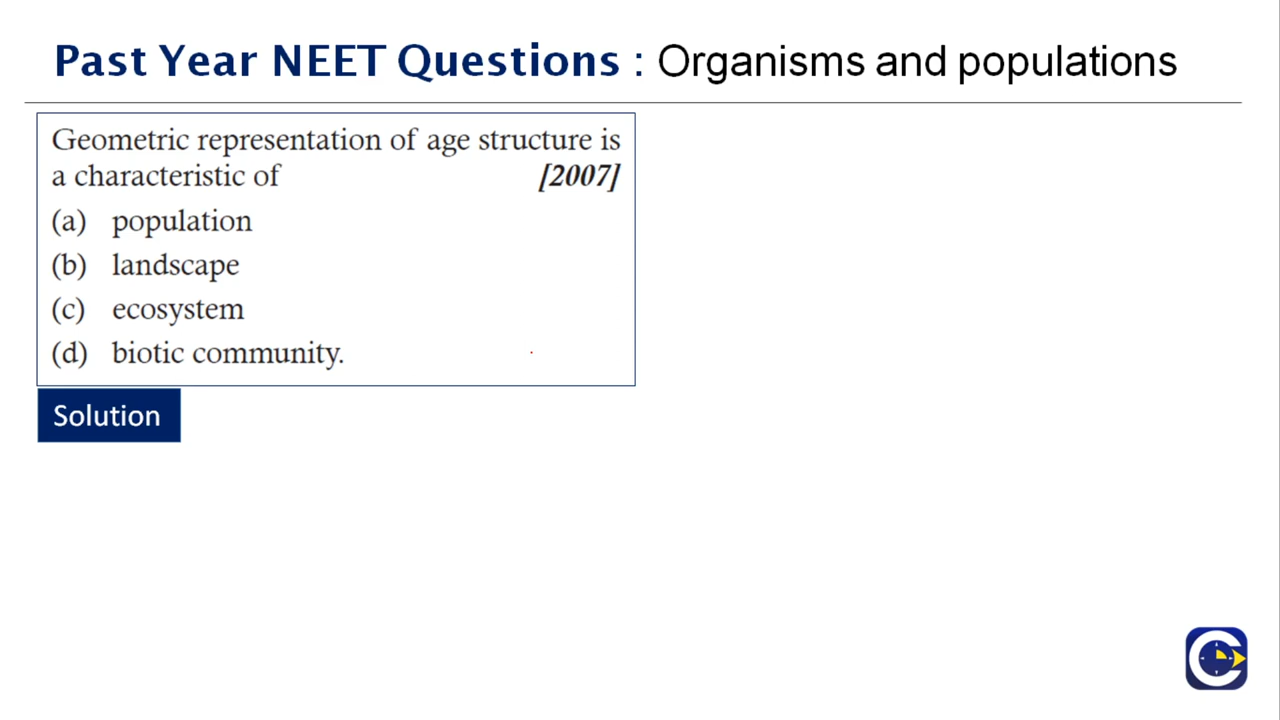 Past Year NEET Questions : Organisms and populations
Geometric representation of age structure is
a characteristic of [2007]
(a) population
(b) landscape
(c) ecosystem
(d) biotic community.
Solution